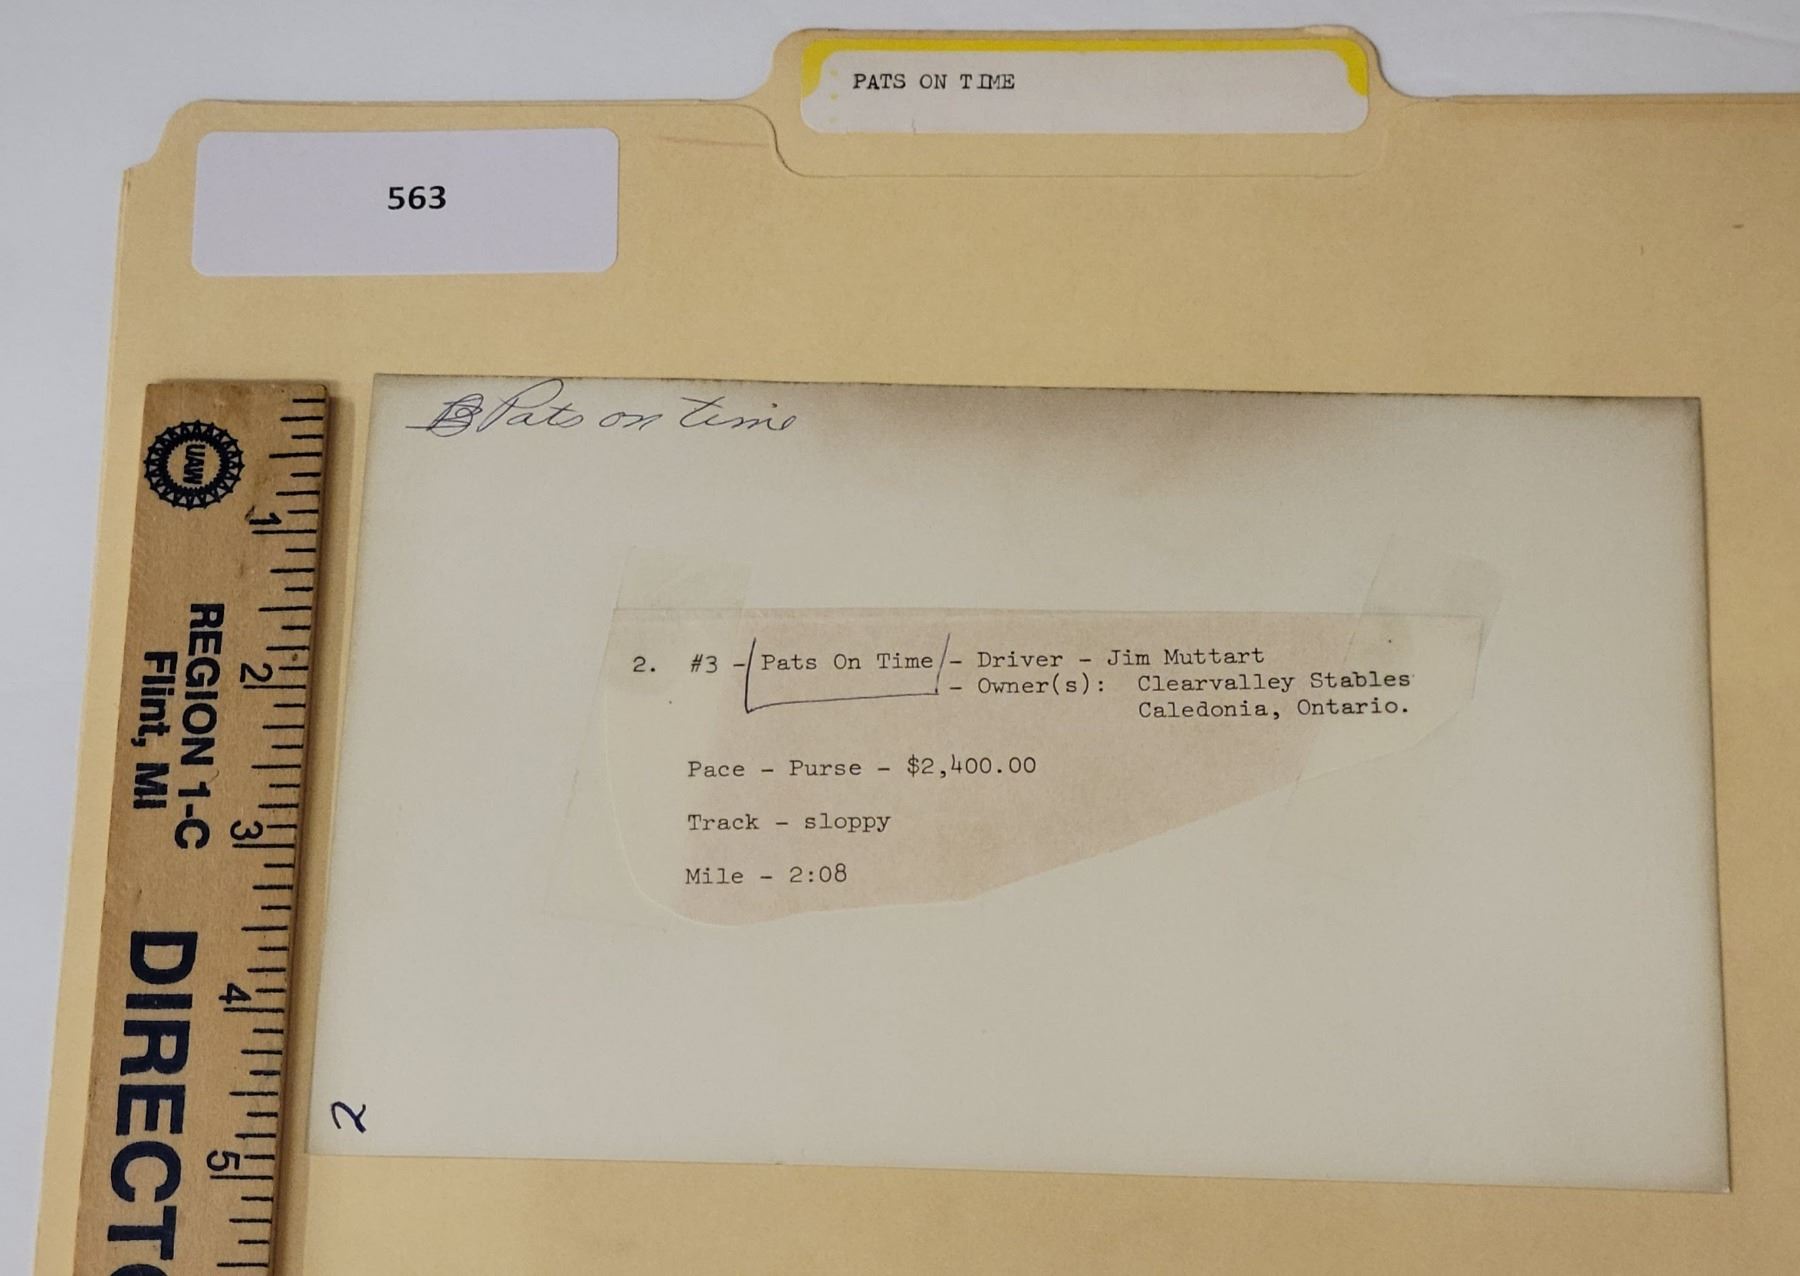 PATS ON TIME
563
Pats on time
2. #3 - Pats On Time - Driver - Jim Muttart
- Owner(s): Clearvalley Stables
Caledonia, Ontario.
Pace - Purse - $2,400.00
Track - sloppy
Mile - 2:08
2
UAW
REGION 1-C
Flint, MI
DIRECTO
1
2
3
4
5